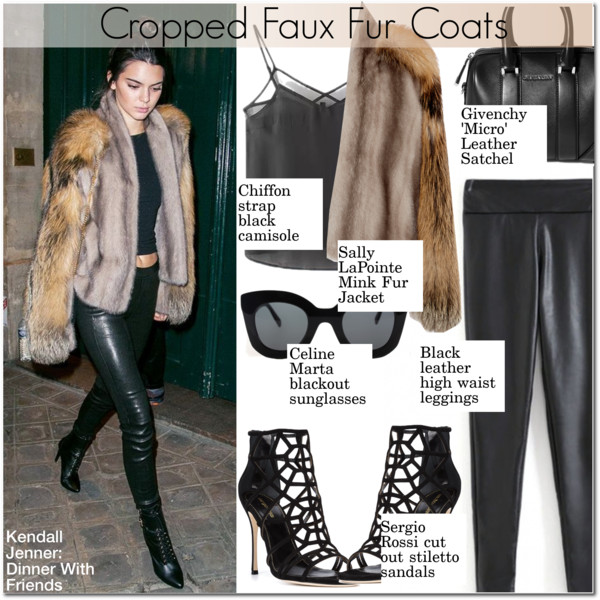 Cropped Faux Fur Coats
Givenchy
'Micro'
Leather
Satchel
Chiffon
strap
black
camisole
Sally
LaPointe
Mink Fur
Jacket
Celine
Marta
blackout
sunglasses
Black
leather
high waist
leggings
Sergio
Rossi cut
out stiletto
sandals
Kendall
Jenner:
Dinner With
Friends